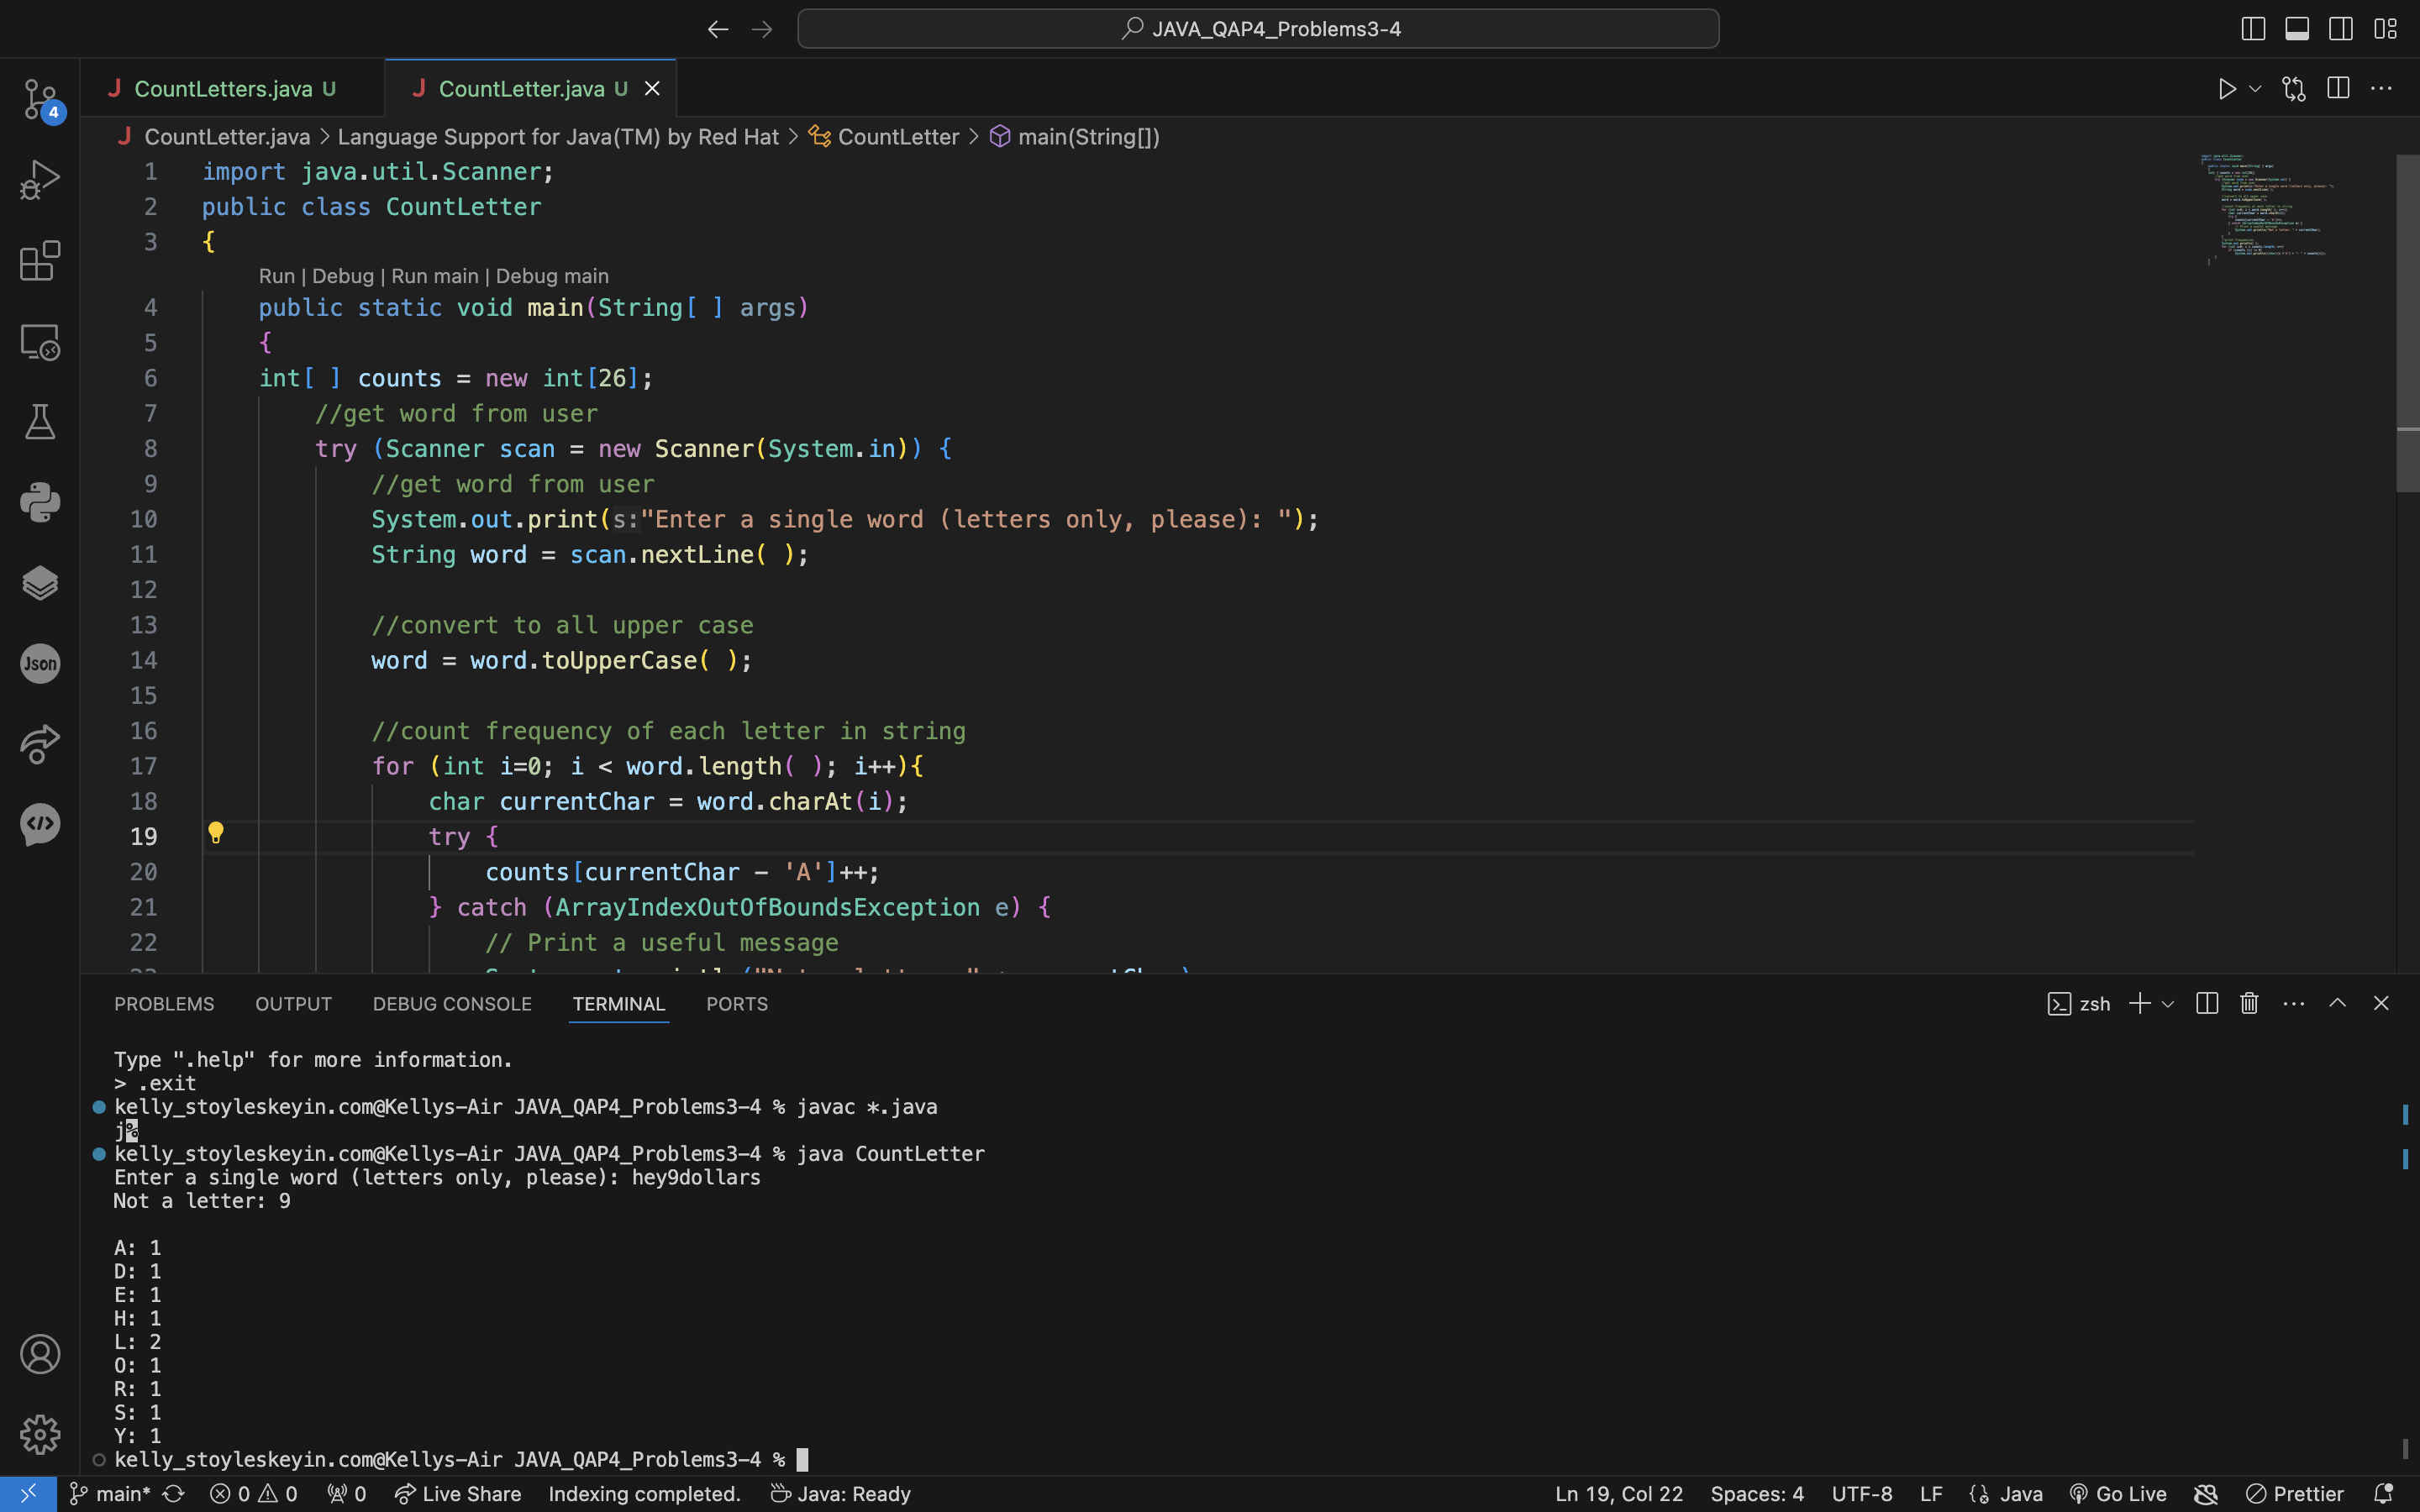 JAVA_QAP4_Problems3-4
4
J CountLetters.java U
J CountLetter.java U
J CountLetter.java > Language Support for Java(TM) by Red Hat > CountLetter > main(String[])
1 import java.util.Scanner;
2 public class CountLetter
3 {
Run | Debug | Run main | Debug main
4 public static void main(String[ ] args)
5 {
6 int[ ] counts = new int[26];
7 //get word from user
8 try (Scanner scan = new Scanner(System.in)) {
9 //get word from user
10 System.out.print(s:"Enter a single word (letters only, please): ");
11 String word = scan.nextLine( );
12
13 //convert to all upper case
14 word = word.toUpperCase( );
15
16 //count frequency of each letter in string
17 for (int i=0; i < word.length( ); i++){
18 char currentChar = word.charAt(i);
19 try {
20 counts[currentChar - 'A']++;
21 } catch (ArrayIndexOutOfBoundsException e) {
22 // Print a useful message
Json
PROBLEMS OUTPUT DEBUG CONSOLE TERMINAL PORTS
zsh
Type ".help" for more information.
> .exit
kelly_stoyleskeyin.com@Kellys-Air JAVA_QAP4_Problems3-4 % javac *.java
j%
kelly_stoyleskeyin.com@Kellys-Air JAVA_QAP4_Problems3-4 % java CountLetter
Enter a single word (letters only, please): hey9dollars
Not a letter: 9
A: 1
D: 1
E: 1
H: 1
L: 2
O: 1
R: 1
S: 1
Y: 1
kelly_stoyleskeyin.com@Kellys-Air JAVA_QAP4_Problems3-4 %
main* 0 0 0 Live Share Indexing completed. Java: Ready Ln 19, Col 22 Spaces: 4 UTF-8 LF Java Go Live Prettier